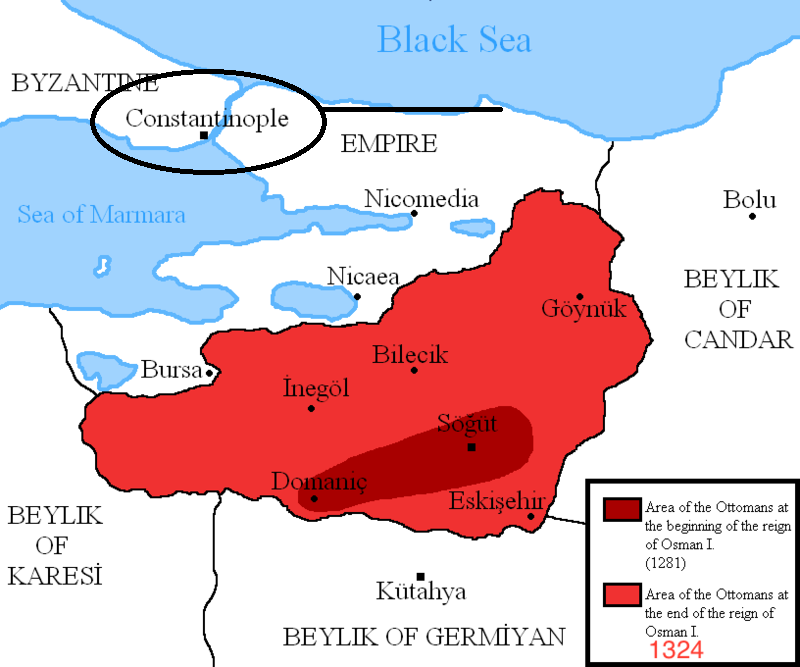 Black Sea
BYZANTINE
Constantinople
EMPIRE
Nicomedia
Bolu
Sea of Marmara
Nicaea
BEYLIK
OF
CANDAR
Göynük
Bilecik
Bursa
İnegöl
Söğüt
Domaniç
Eskişehir
BEYLIK
OF
KARESİ
Kütahya
BEYLIK OF GERMİYAN
Area of the Ottomans at
the beginning of the reign
of Osman I.
(1281)
Area of the Ottomans at
the end of the reign of
Osman I.
1324